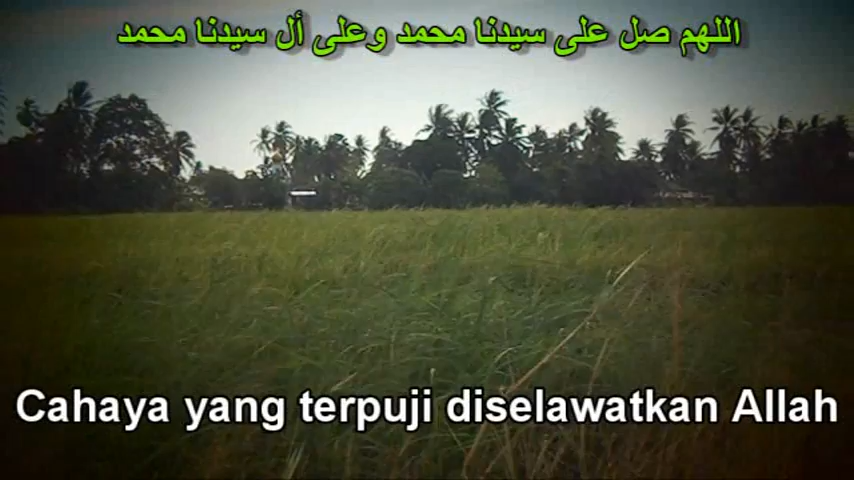 اللهم صل على سيدنا محمد وعلى أل سيدنا محمد
Cahaya yang terpuji diselawatkan Allah